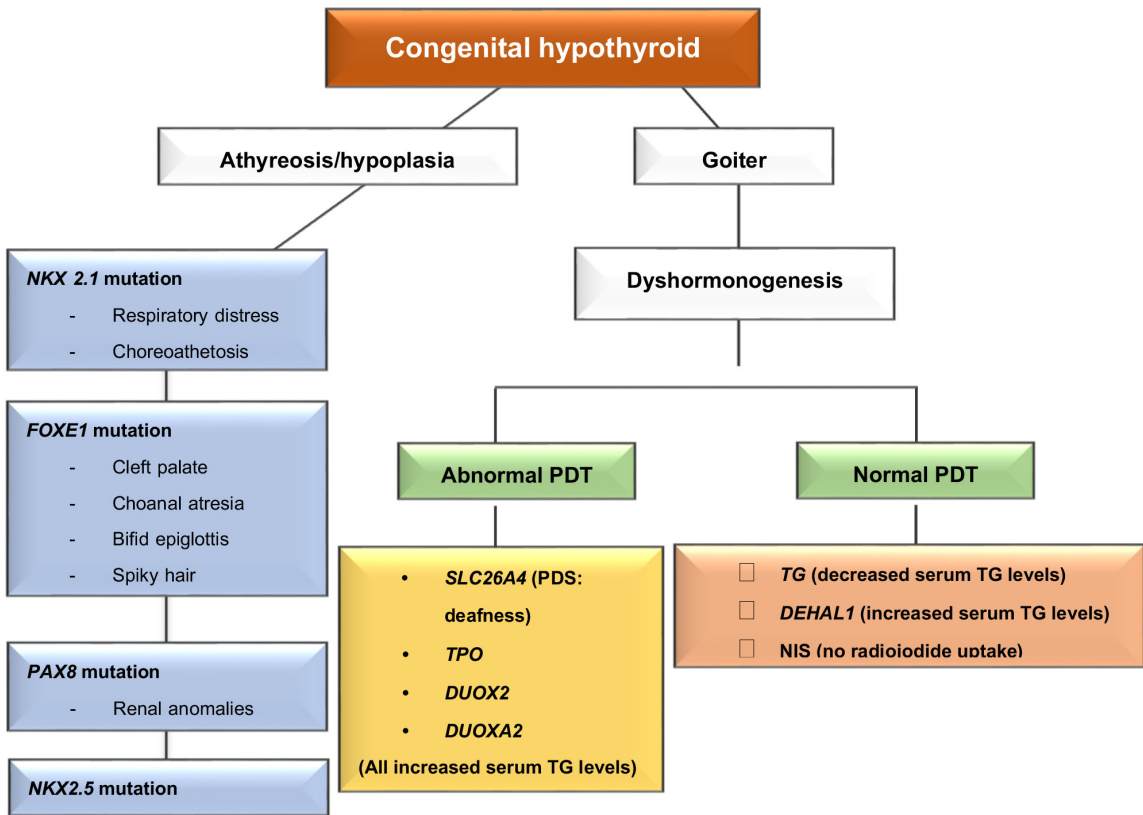 Congenital hypothyroid
Athyreosis/hypoplasia
Goiter
NKX 2.1 mutation
- Respiratory distress
- Choreoathetosis
Dyshormonogenesis
FOXE1 mutation
- Cleft palate
- Choanal atresia
- Bifid epiglottis
- Spiky hair
PAX8 mutation
- Renal anomalies
NKX2.5 mutation
Abnormal PDT
• SLC26A4 (PDS:
deafness)
• TPO
• DUOX2
• DUOXA2
(All increased serum TG levels)
Normal PDT
□ TG (decreased serum TG levels)
□ DEHAL1 (increased serum TG levels)
□ NIS (no radioiodide uptake)